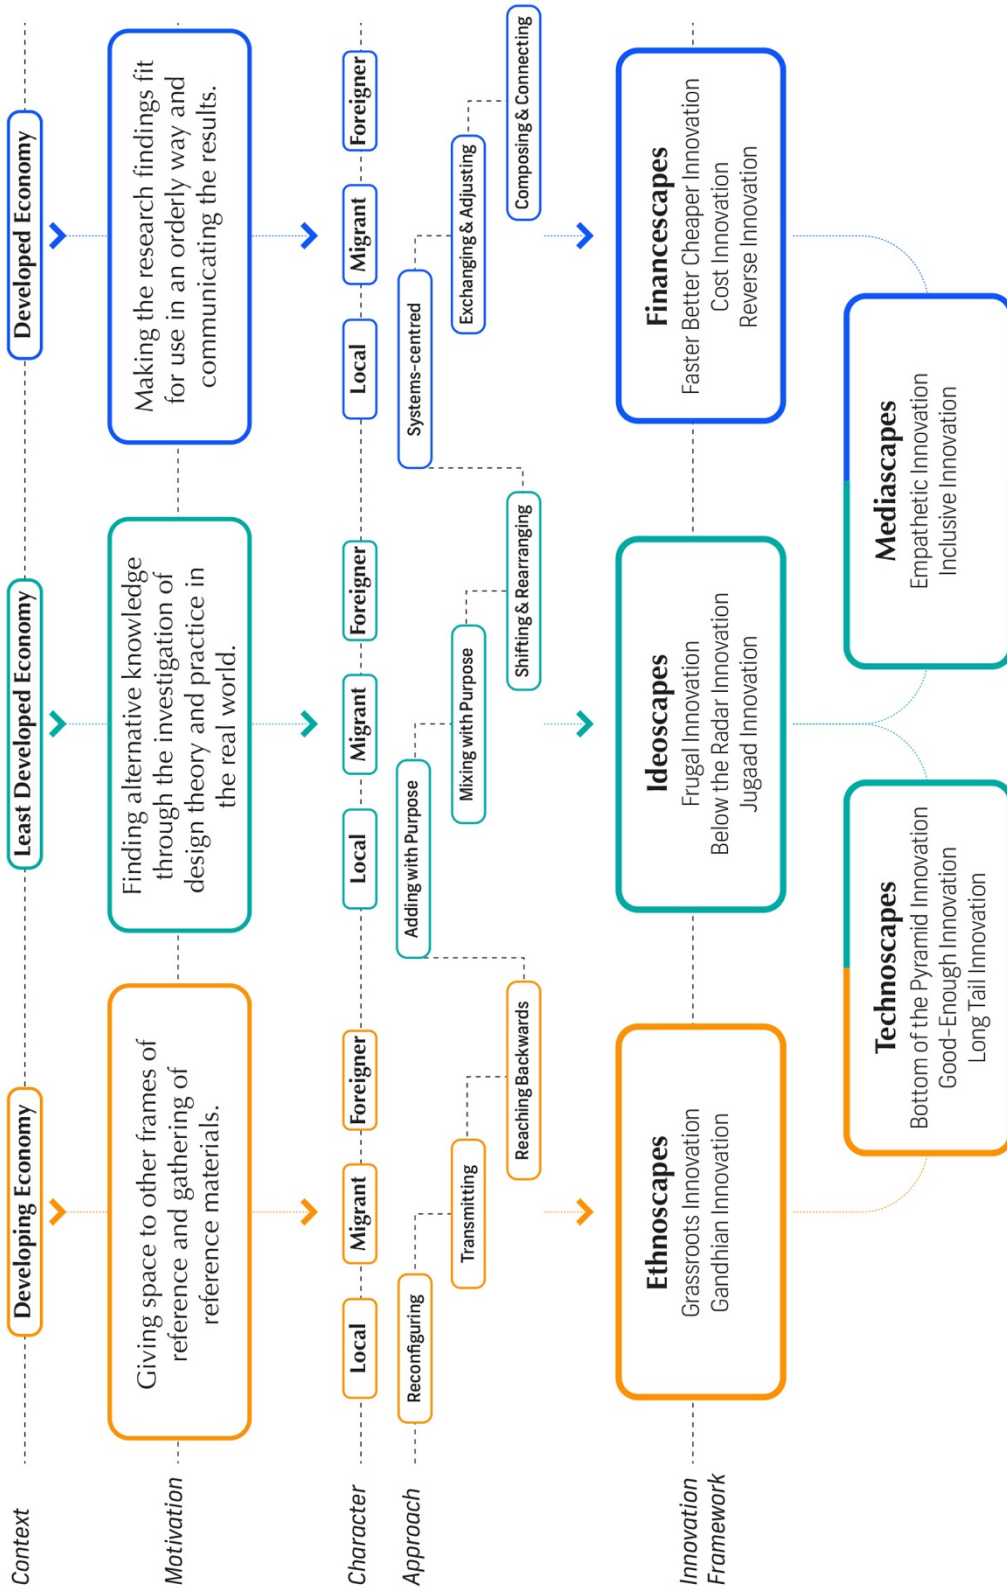 Context
Developing Economy
Least Developed Economy
Developed Economy
Motivation
Giving space to other frames of
reference and gathering of
reference materials.
Finding alternative knowledge
through the investigation of
design theory and practice in
the real world.
Making the research findings fit
for use in an orderly way and
communicating the results.
Character
Local
Migrant
Foreigner
Local
Migrant
Foreigner
Local
Migrant
Foreigner
Approach
Reconfiguring
Transmitting
Reaching Backwards
Adding with Purpose
Mixing with Purpose
Shifting & Rearranging
Systems-centred
Exchanging & Adjusting
Composing & Connecting
Innovation
Framework
Ethnoscapes
Grassroots Innovation
Gandhian Innovation
Ideoscapes
Frugal Innovation
Below the Radar Innovation
Jugaad Innovation
Financescapes
Faster Better Cheaper Innovation
Cost Innovation
Reverse Innovation
Technoscapes
Bottom of the Pyramid Innovation
Good-Enough Innovation
Long Tail Innovation
Mediascapes
Empathetic Innovation
Inclusive Innovation